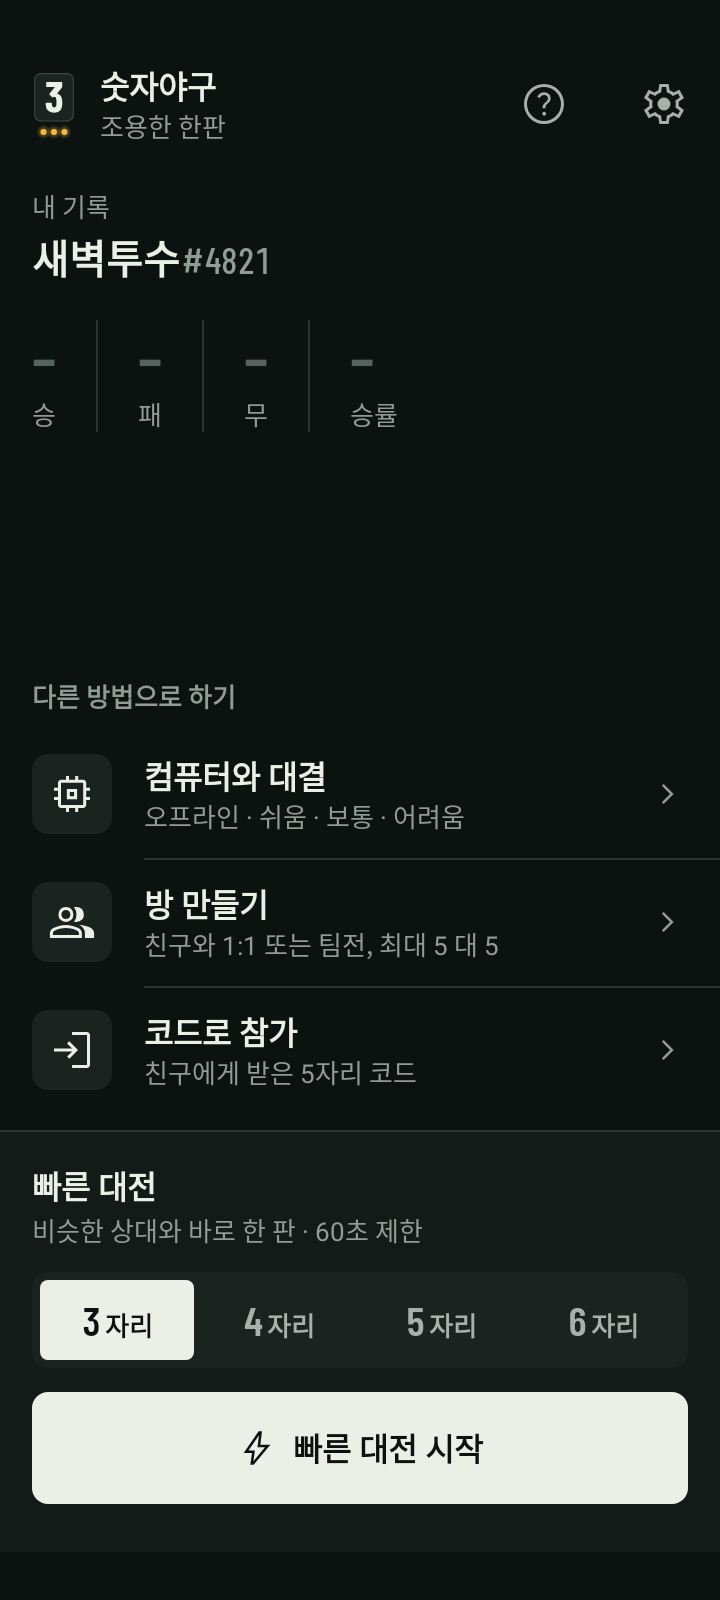 3
숫자야구
조용한 한판
내 기록
새벽투수#4821
– – – –
승 패 무 승률
다른 방법으로 하기
컴퓨터와 대결
오프라인 · 쉬움 · 보통 · 어려움
방 만들기
친구와 1:1 또는 팀전, 최대 5 대 5
코드로 참가
친구에게 받은 5자리 코드
빠른 대전
비슷한 상대와 바로 한 판 · 60초 제한
3 자리 4 자리 5 자리 6 자리
빠른 대전 시작